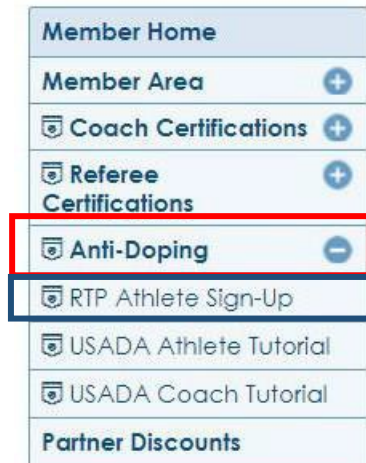 Member Home
Member Area
Coach Certifications
Referee
Certifications
Anti-Doping
RTP Athlete Sign-Up
USADA Athlete Tutorial
USADA Coach Tutorial
Partner Discounts